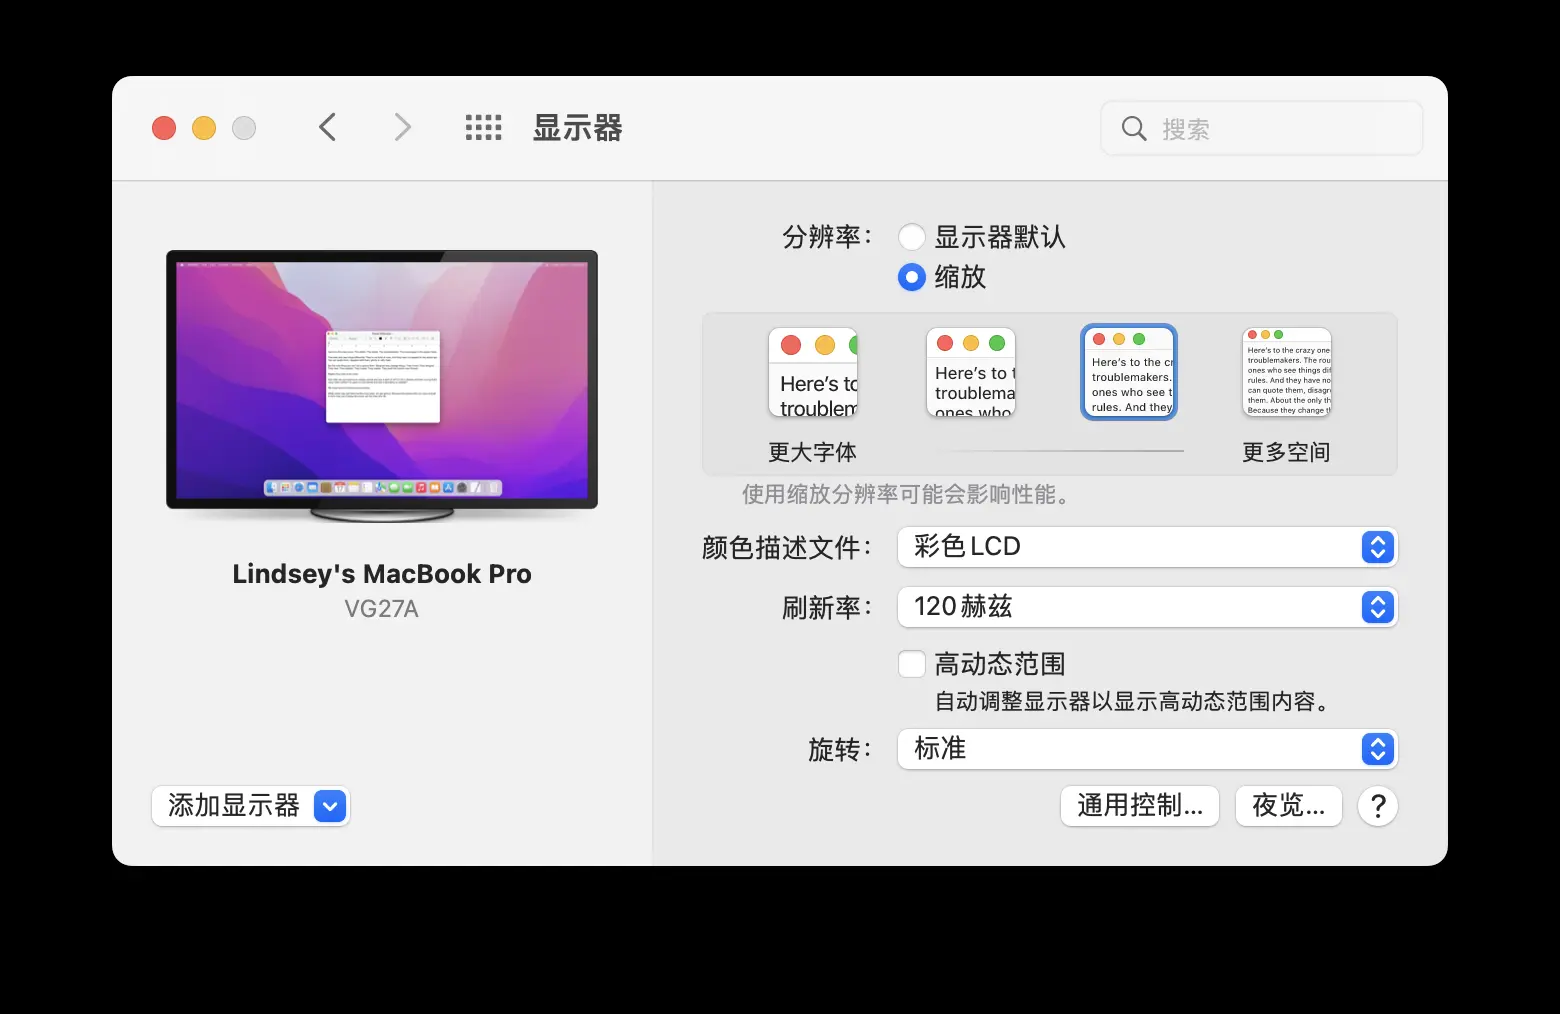 显示器
搜索
分辨率：
显示器默认
缩放
Here's to
troublem
Here's to t
troublema
ones who
Here's to the cr
troublemakers.
ones who see t
rules. And they
Here's to the crazy one
troublemakers. The rou
ones who see things dif
rules. And they have no
can quote them, disagr
them. About the only th
Because they change th
更大字体
更多空间
使用缩放分辨率可能会影响性能。
Lindsey's MacBook Pro
VG27A
颜色描述文件：
彩色LCD
刷新率：
120赫兹
高动态范围
自动调整显示器以显示高动态范围内容。
旋转：
标准
添加显示器
通用控制...
夜览...
?